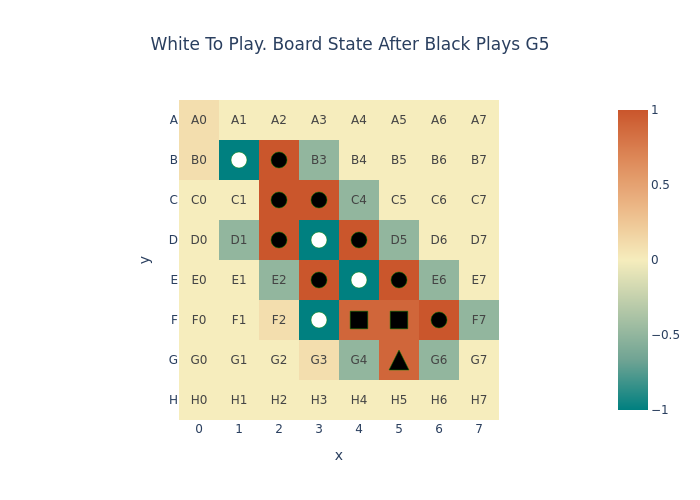 White To Play. Board State After Black Plays G5
A A0 A1 A2 A3 A4 A5 A6 A7
B B0 B3 B4 B5 B6 B7
C C0 C1 C4 C5 C6 C7
D D0 D1 D5 D6 D7
E E0 E1 E2 E6 E7
F F0 F1 F2 F7
G G0 G1 G2 G3 G4 G6 G7
H H0 H1 H2 H3 H4 H5 H6 H7
0 1 2 3 4 5 6 7
x
y
1
0.5
0
−0.5
−1